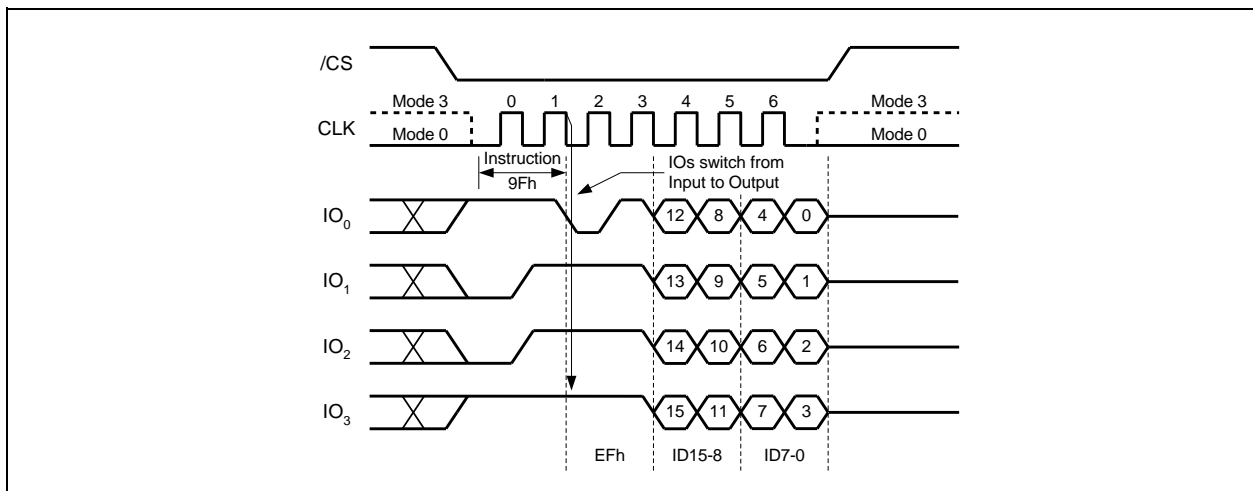 /CS
Mode 3 0 1 2 3 4 5 6 Mode 3
CLK
Mode 0 Mode 0
Instruction
9Fh
IOs switch from
Input to Output
IO0 12 8 4 0
IO1 13 9 5 1
IO2 14 10 6 2
IO3 15 11 7 3
EFh ID15-8 ID7-0